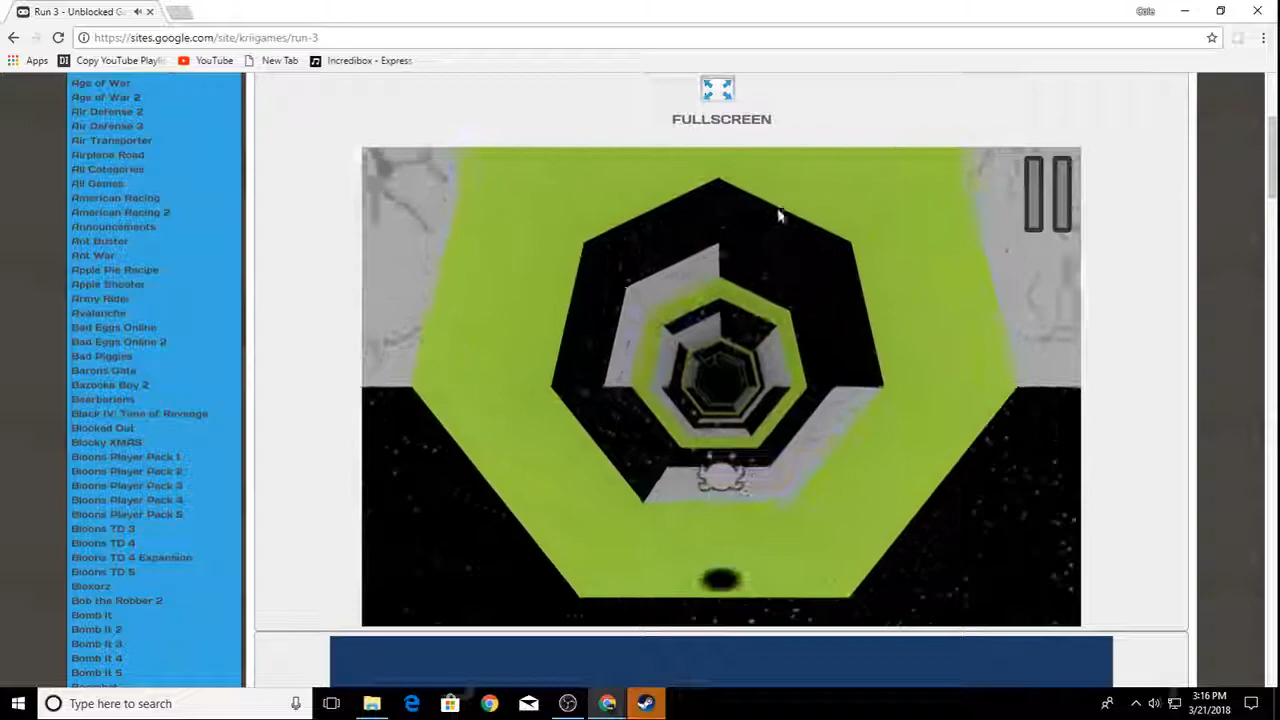 Run 3 - Unblocked G
Cole
https://sites.google.com/site/kriigames/run-3
Apps
Copy YouTube Playli
YouTube
New Tab
Incredibox - Express
Age of War
Age of War 2
Air Defense 2
Air Defense 3
Air Transporter
Airplane Road
All Categories
All Games
American Racing
American Racing 2
Announcements
Ant Buster
Ant War
Apple Pie Recipe
Apple Shooter
Army Rider
Avalanche
Bad Eggs Online
Bad Eggs Online 2
Bad Piggies
Barons Gate
Bazooka Boy 2
Bearbarians
Black IV: Time of Revenge
Blocked Out
Blocky XMAS
Bloons Player Pack 1
Bloons Player Pack 2
Bloons Player Pack 3
Bloons Player Pack 4
Bloons Player Pack 5
Bloons TD 3
Bloons TD 4
Bloons TD 4 Expansion
Bloons TD 5
Bloxorz
Bob the Robber 2
Bomb It
Bomb It 2
Bomb It 3
Bomb It 4
Bomb It 5
FULLSCREEN
Type here to search
3:16 PM
3/21/2018